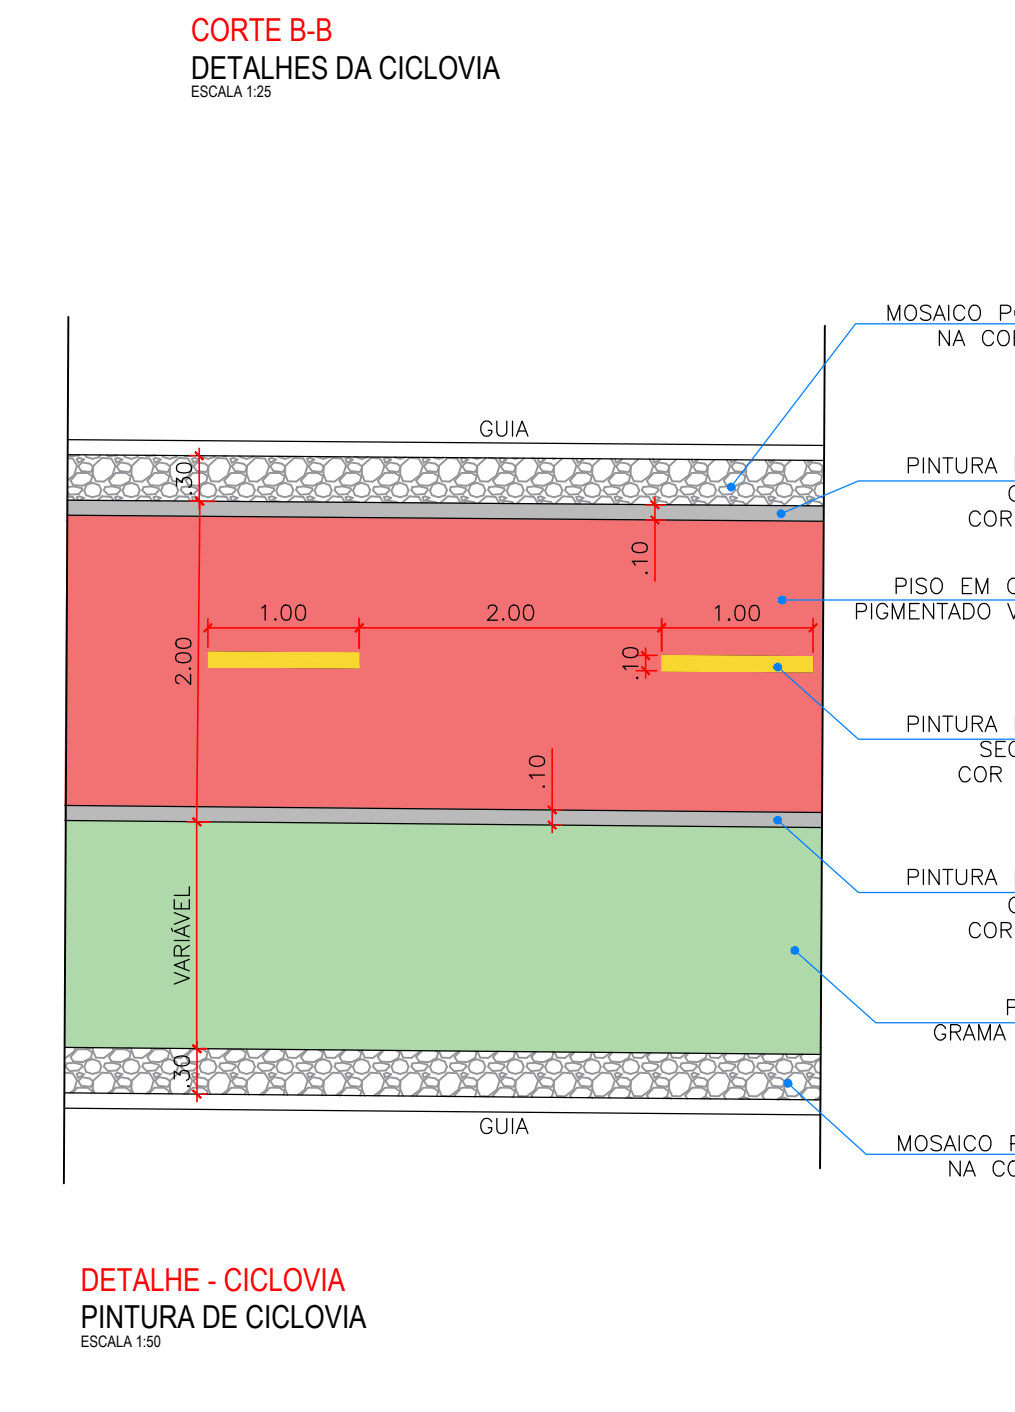 CORTE B-B
DETALHES DA CICLOVIA
ESCALA 1:25
MOSAICO
NA
GUIA
.30
PINTURA
COR
.10
PISO EM
PIGMENTADO
1.00
2.00
1.00
2.00
.10
PINTURA
COR
.10
PINTURA
COR
VARIÁVEL
GRAMA
.30
GUIA
MOSAICO
NA
DETALHE - CICLOVIA
PINTURA DE CICLOVIA
ESCALA 1:50